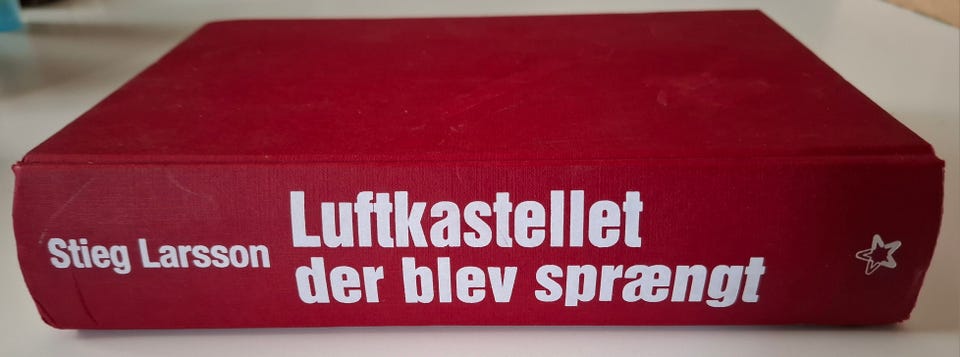 Stieg Larsson
Luftkastellet
der blev sprængt